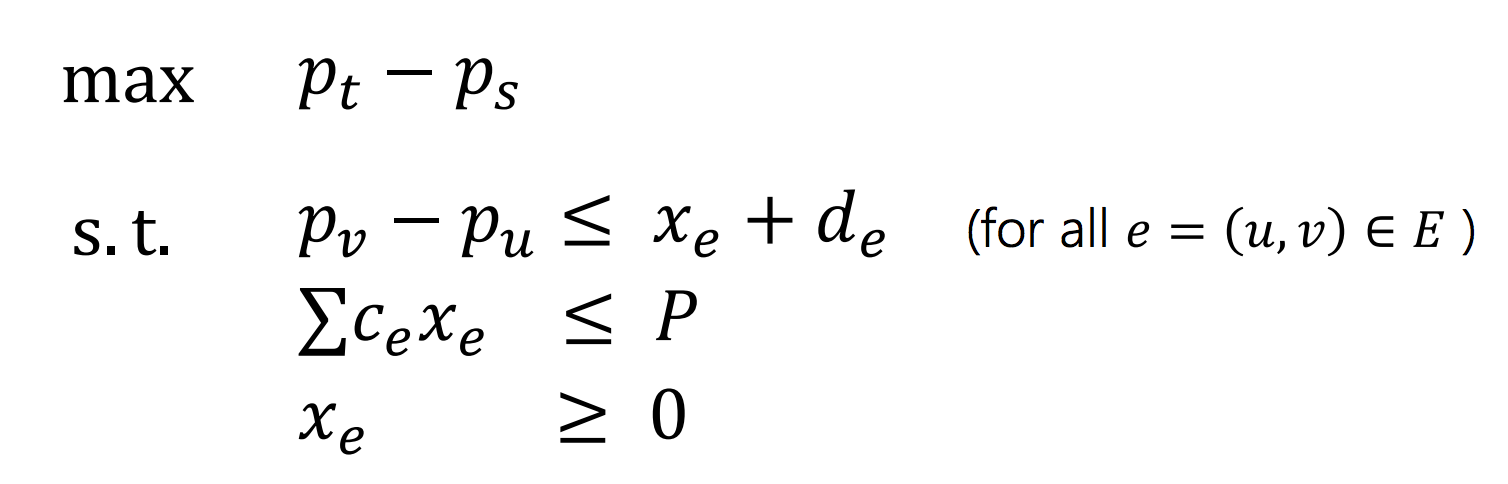 max p_t − p_s
s. t. p_v − p_u ≤ x_e + d_e (for all e = (u, v) ∈ E )
∑c_e x_e ≤ P
x_e ≥ 0